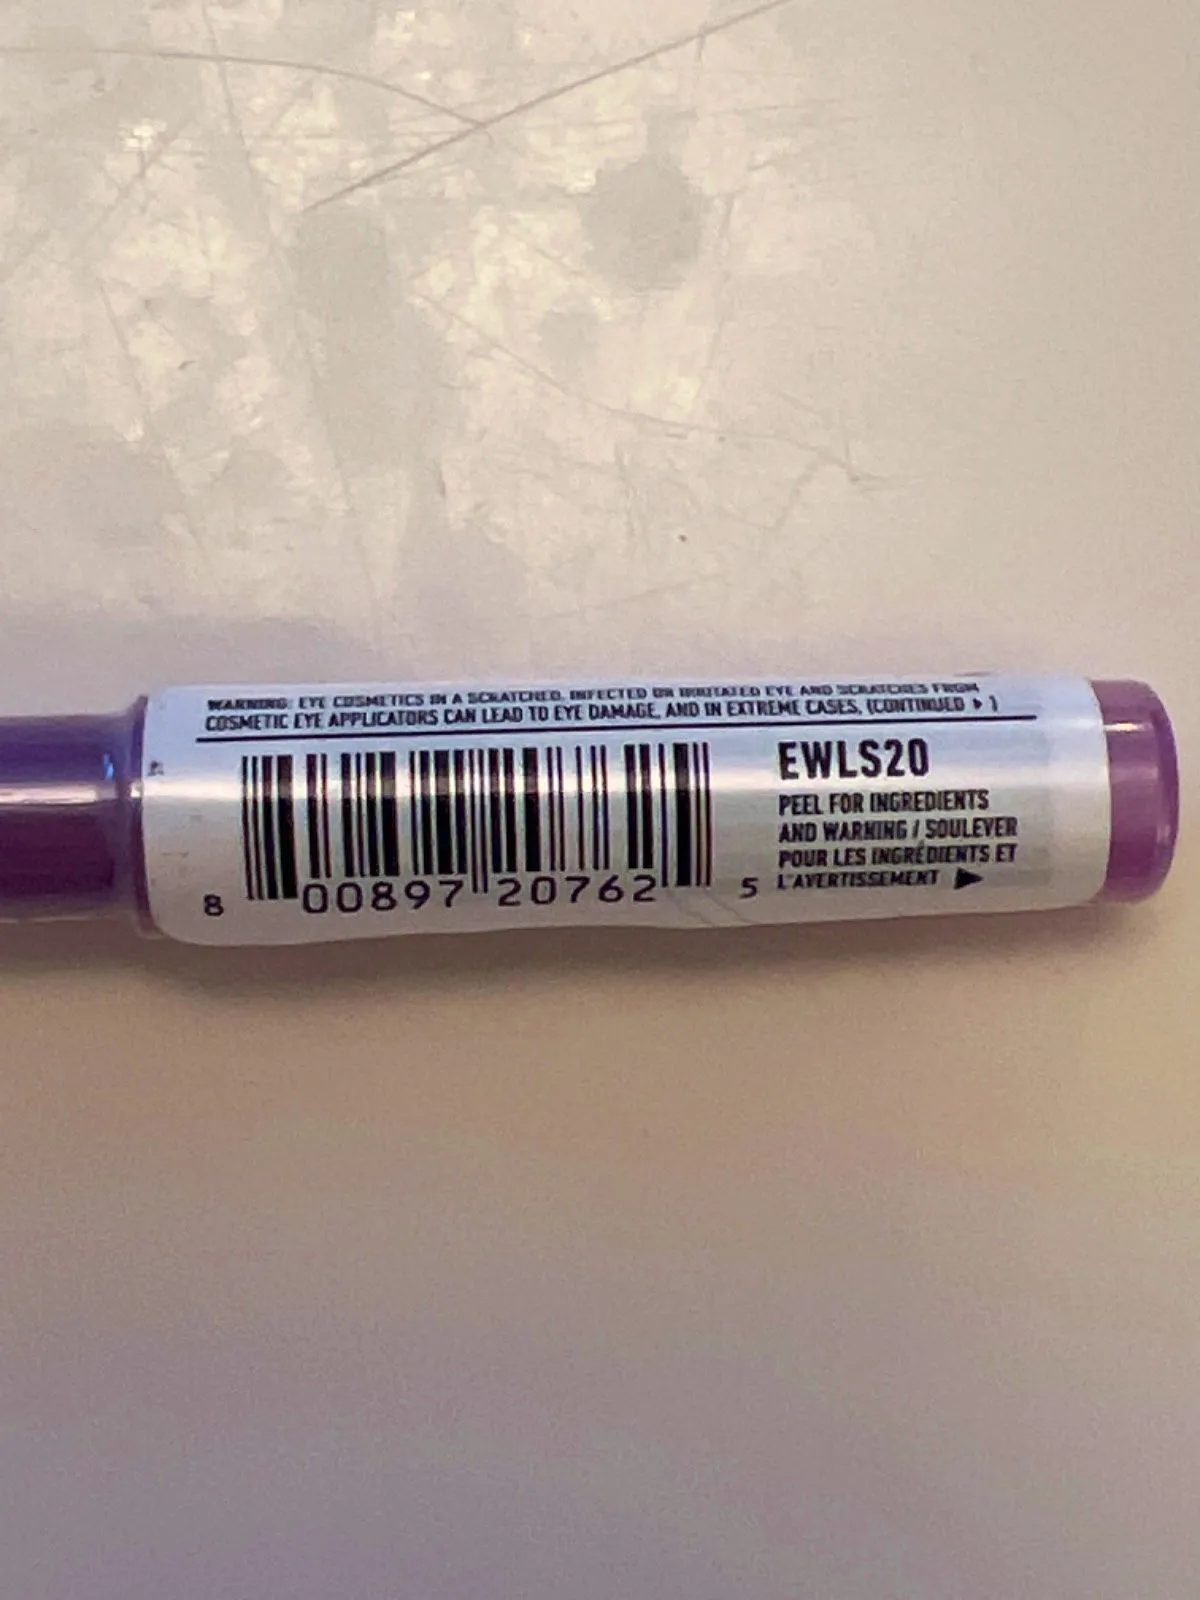 WARNING: EYE COSMETICS IN A SCRATCHED, INFECTED OR IRRITATED EYE AND SCRATCHES FROM
COSMETIC EYE APPLICATORS CAN LEAD TO EYE DAMAGE, AND IN EXTREME CASES, (CONTINUED ▶ )
EWLS20
PEEL FOR INGREDIENTS
AND WARNING / SOULEVER
POUR LES INGRÉDIENTS ET
L'AVERTISSEMENT ▶
8 00897 20762 5